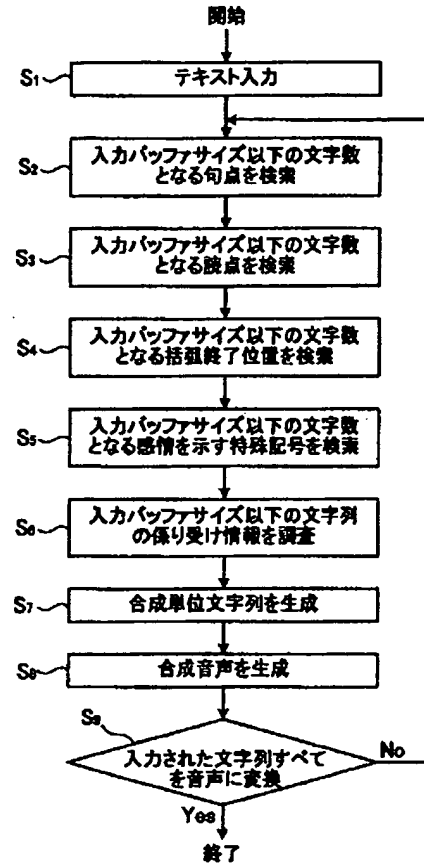 開始
S1 テキスト入力
入力バッファサイズ以下の文字数
S2 となる句点を検索
入力バッファサイズ以下の文字数
S3 となる読点を検索
入力バッファサイズ以下の文字数
S4 となる括弧終了位置を検索
入力バッファサイズ以下の文字数
S5 となる感情を示す特殊記号を検索
入力バッファサイズ以下の文字列
S6 の係り受け情報を調査
S7 合成単位文字列を生成
S8 合成音声を生成
S9
入力された文字列すべて
を音声に変換
No
Yes
終了